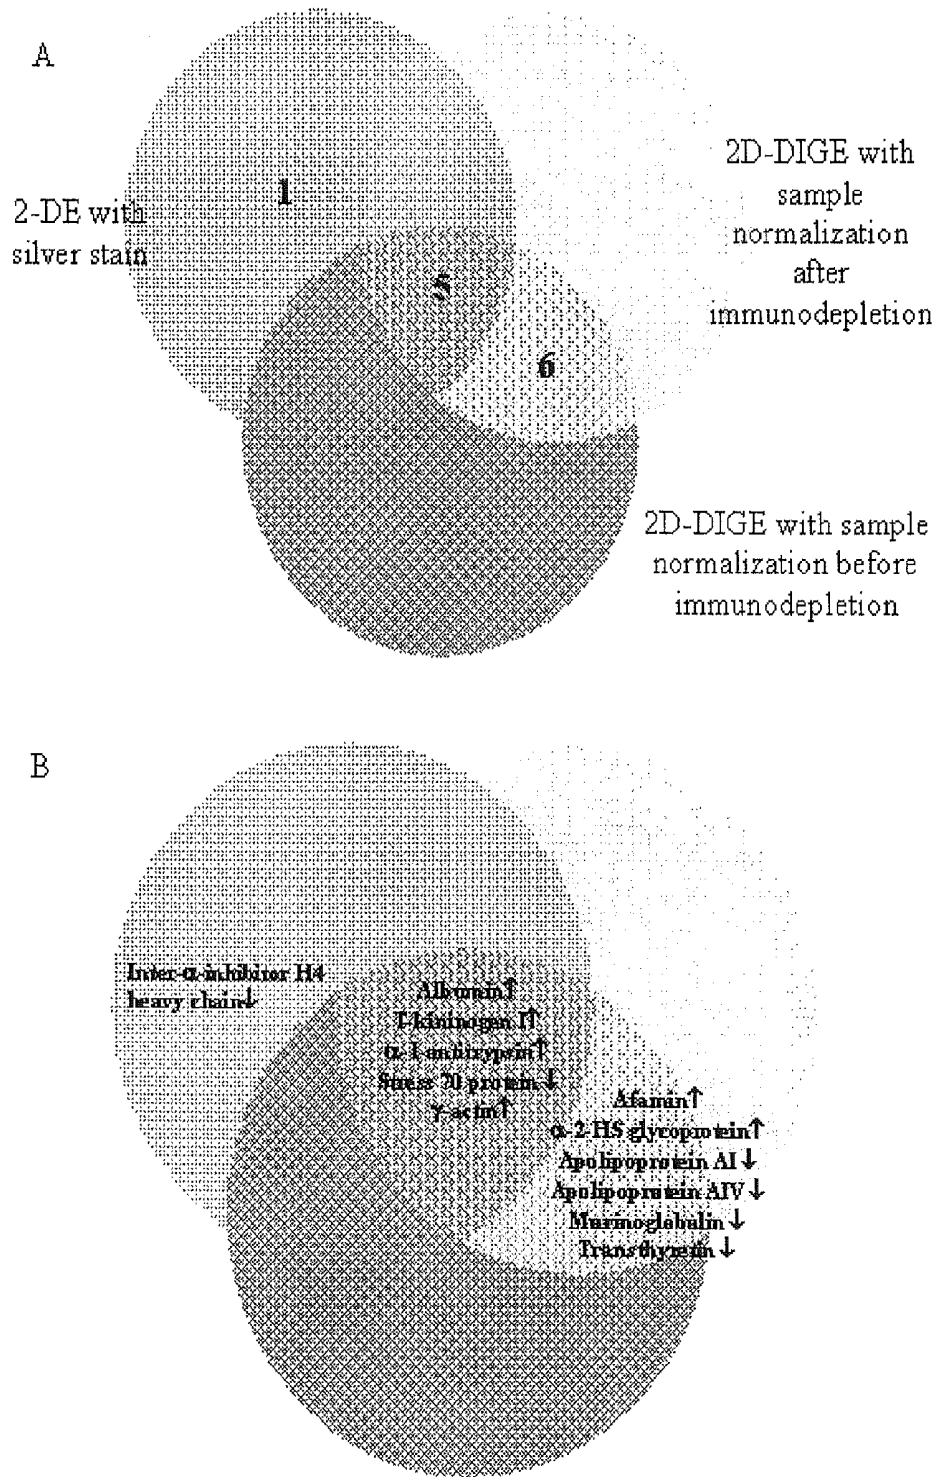 A
1
2-DE with
silver stain
2D-DIGE with
sample
normalization
after
immunodepletion
5
6
2D-DIGE with sample
normalization before
immunodepletion
B
Inter-α-inhibitor H4
heavy chain↓
Albumin↑
T-kininogen I↑
α-1-antitrypsin↑
Stress 70 protein↓
γ-actin↑
Afamin↑
α-2-HS glycoprotein↑
Apolipoprotein AI↓
Apolipoprotein AIV↓
Murinoglobulin↓
Transthyretin↓